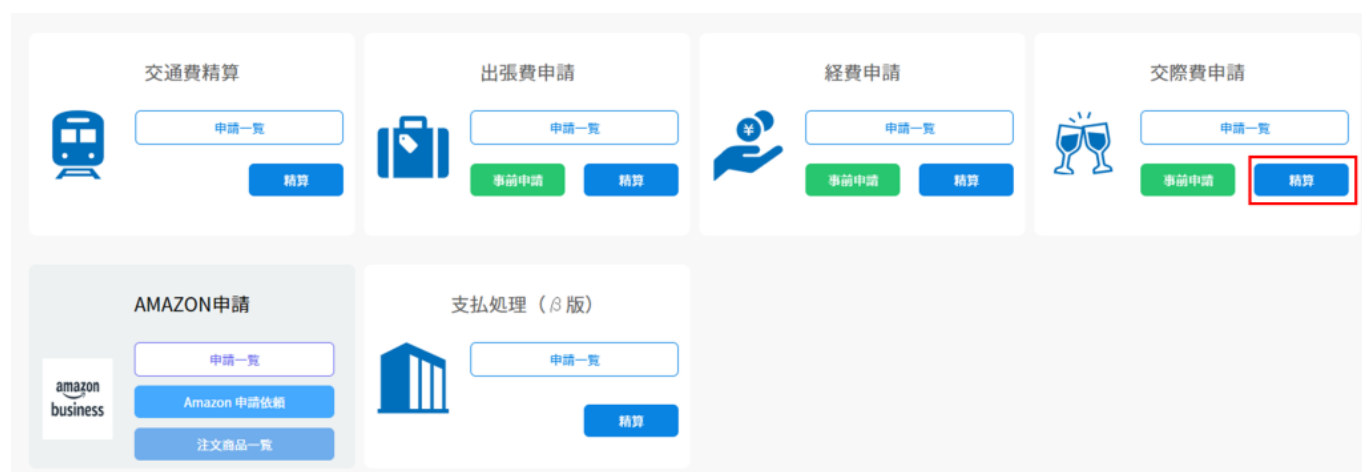 交通費精算
申請一覧
精算
出張費申請
申請一覧
事前申請
精算
経費申請
¥
申請一覧
事前申請
精算
交際費申請
申請一覧
事前申請
精算
AMAZON申請
amazon
business
申請一覧
Amazon 申請依頼
注文商品一覧
支払処理（β版）
申請一覧
精算